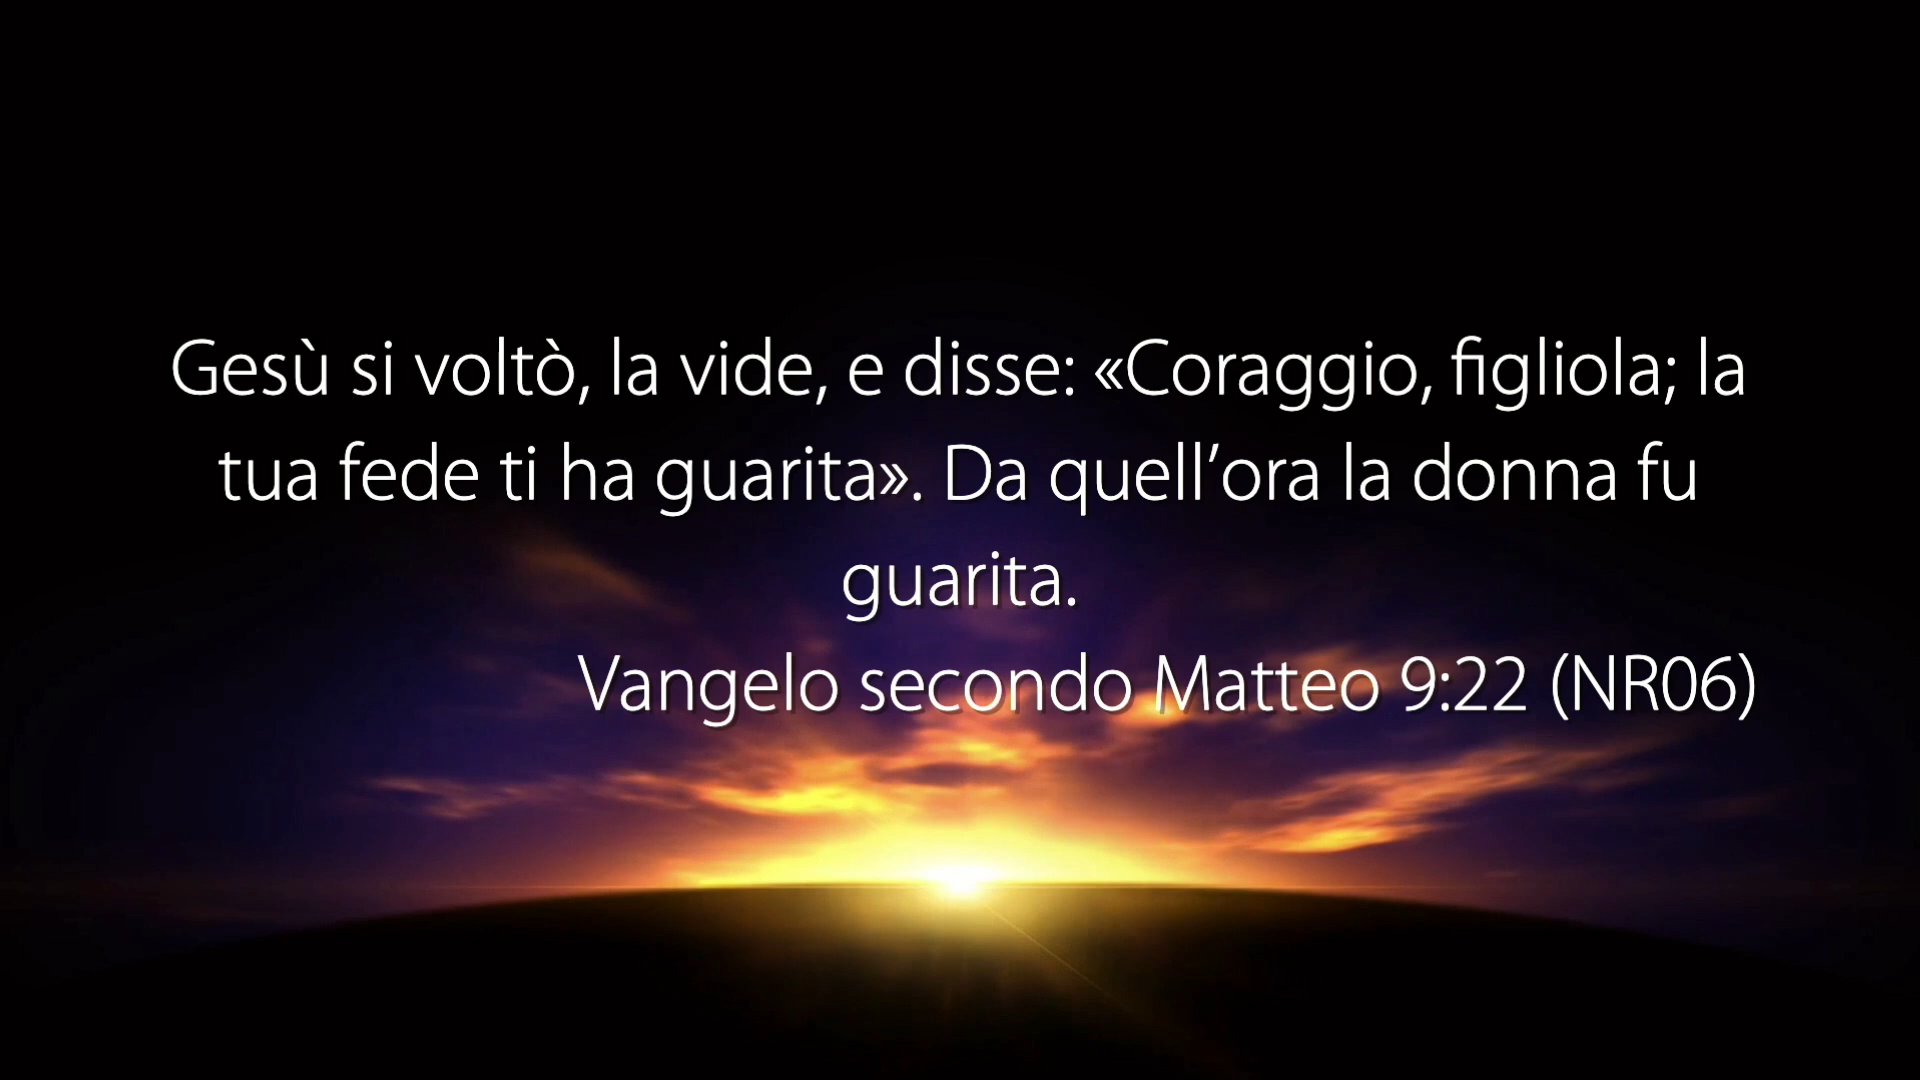 Gesù si voltò, la vide, e disse: «Coraggio, figliola; la
tua fede ti ha guarita». Da quell’ora la donna fu
guarita.
Vangelo secondo Matteo 9:22 (NR06)